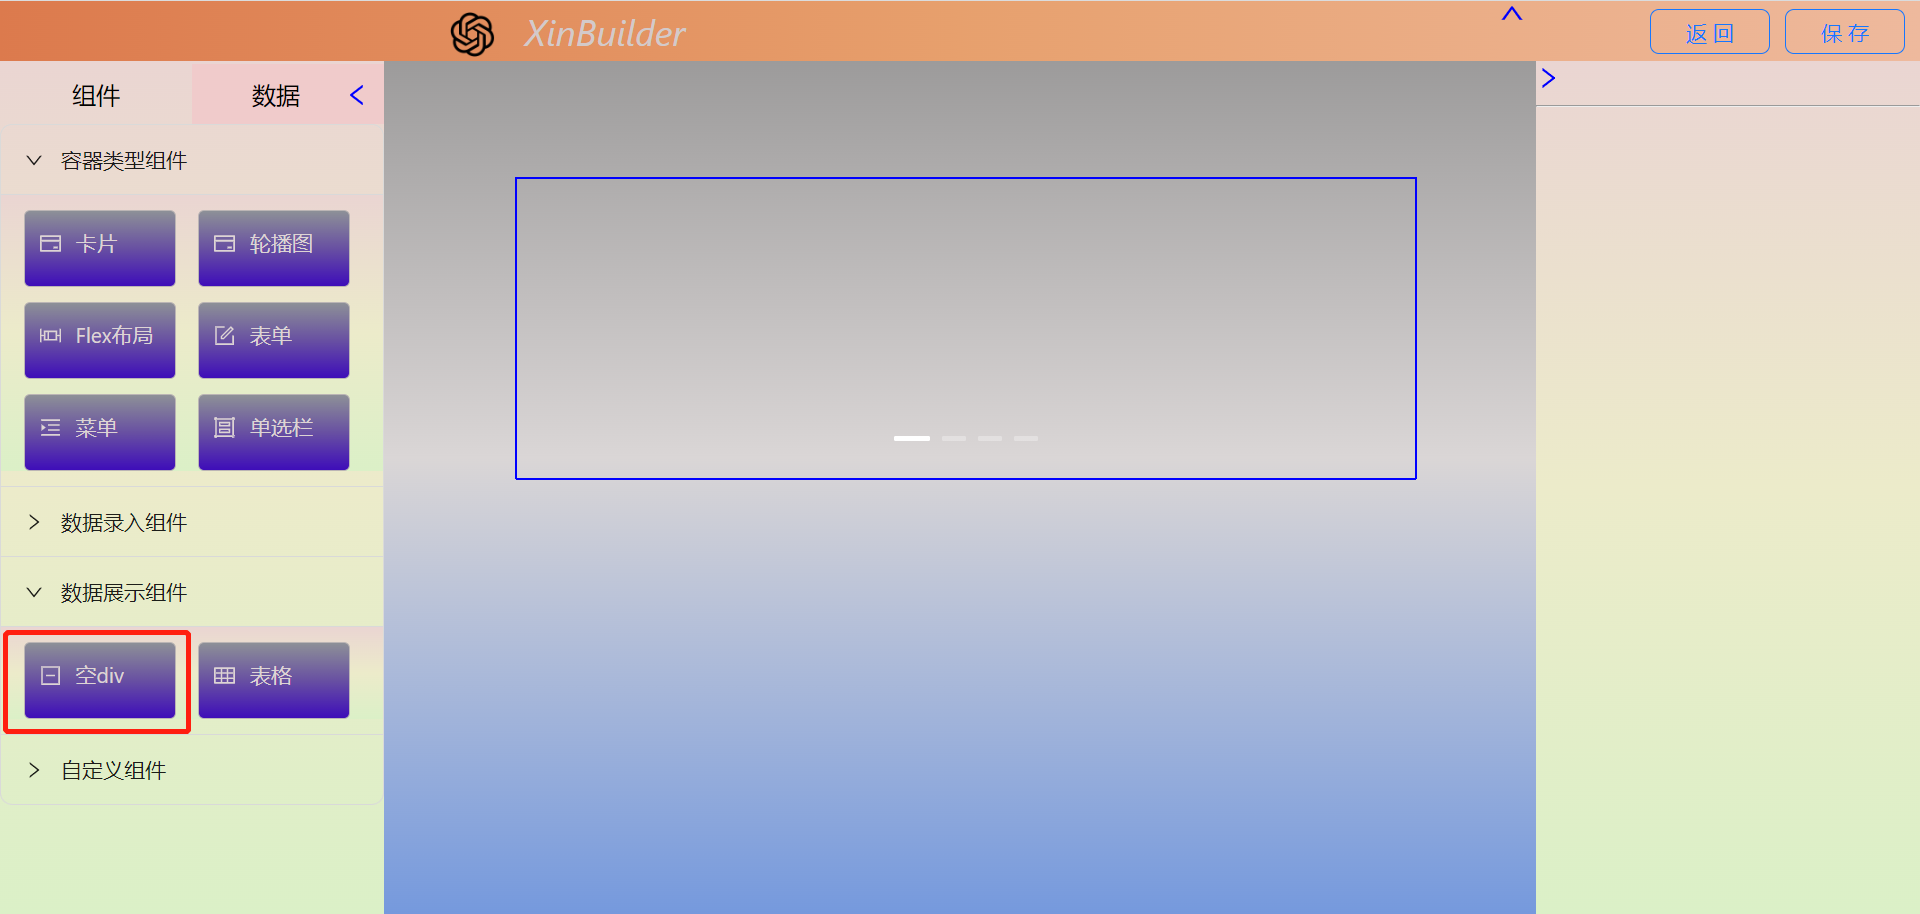 XinBuilder
返 回
保 存
组件
数据
容器类型组件
卡片
轮播图
Flex布局
表单
菜单
单选栏
数据录入组件
数据展示组件
空div
表格
自定义组件